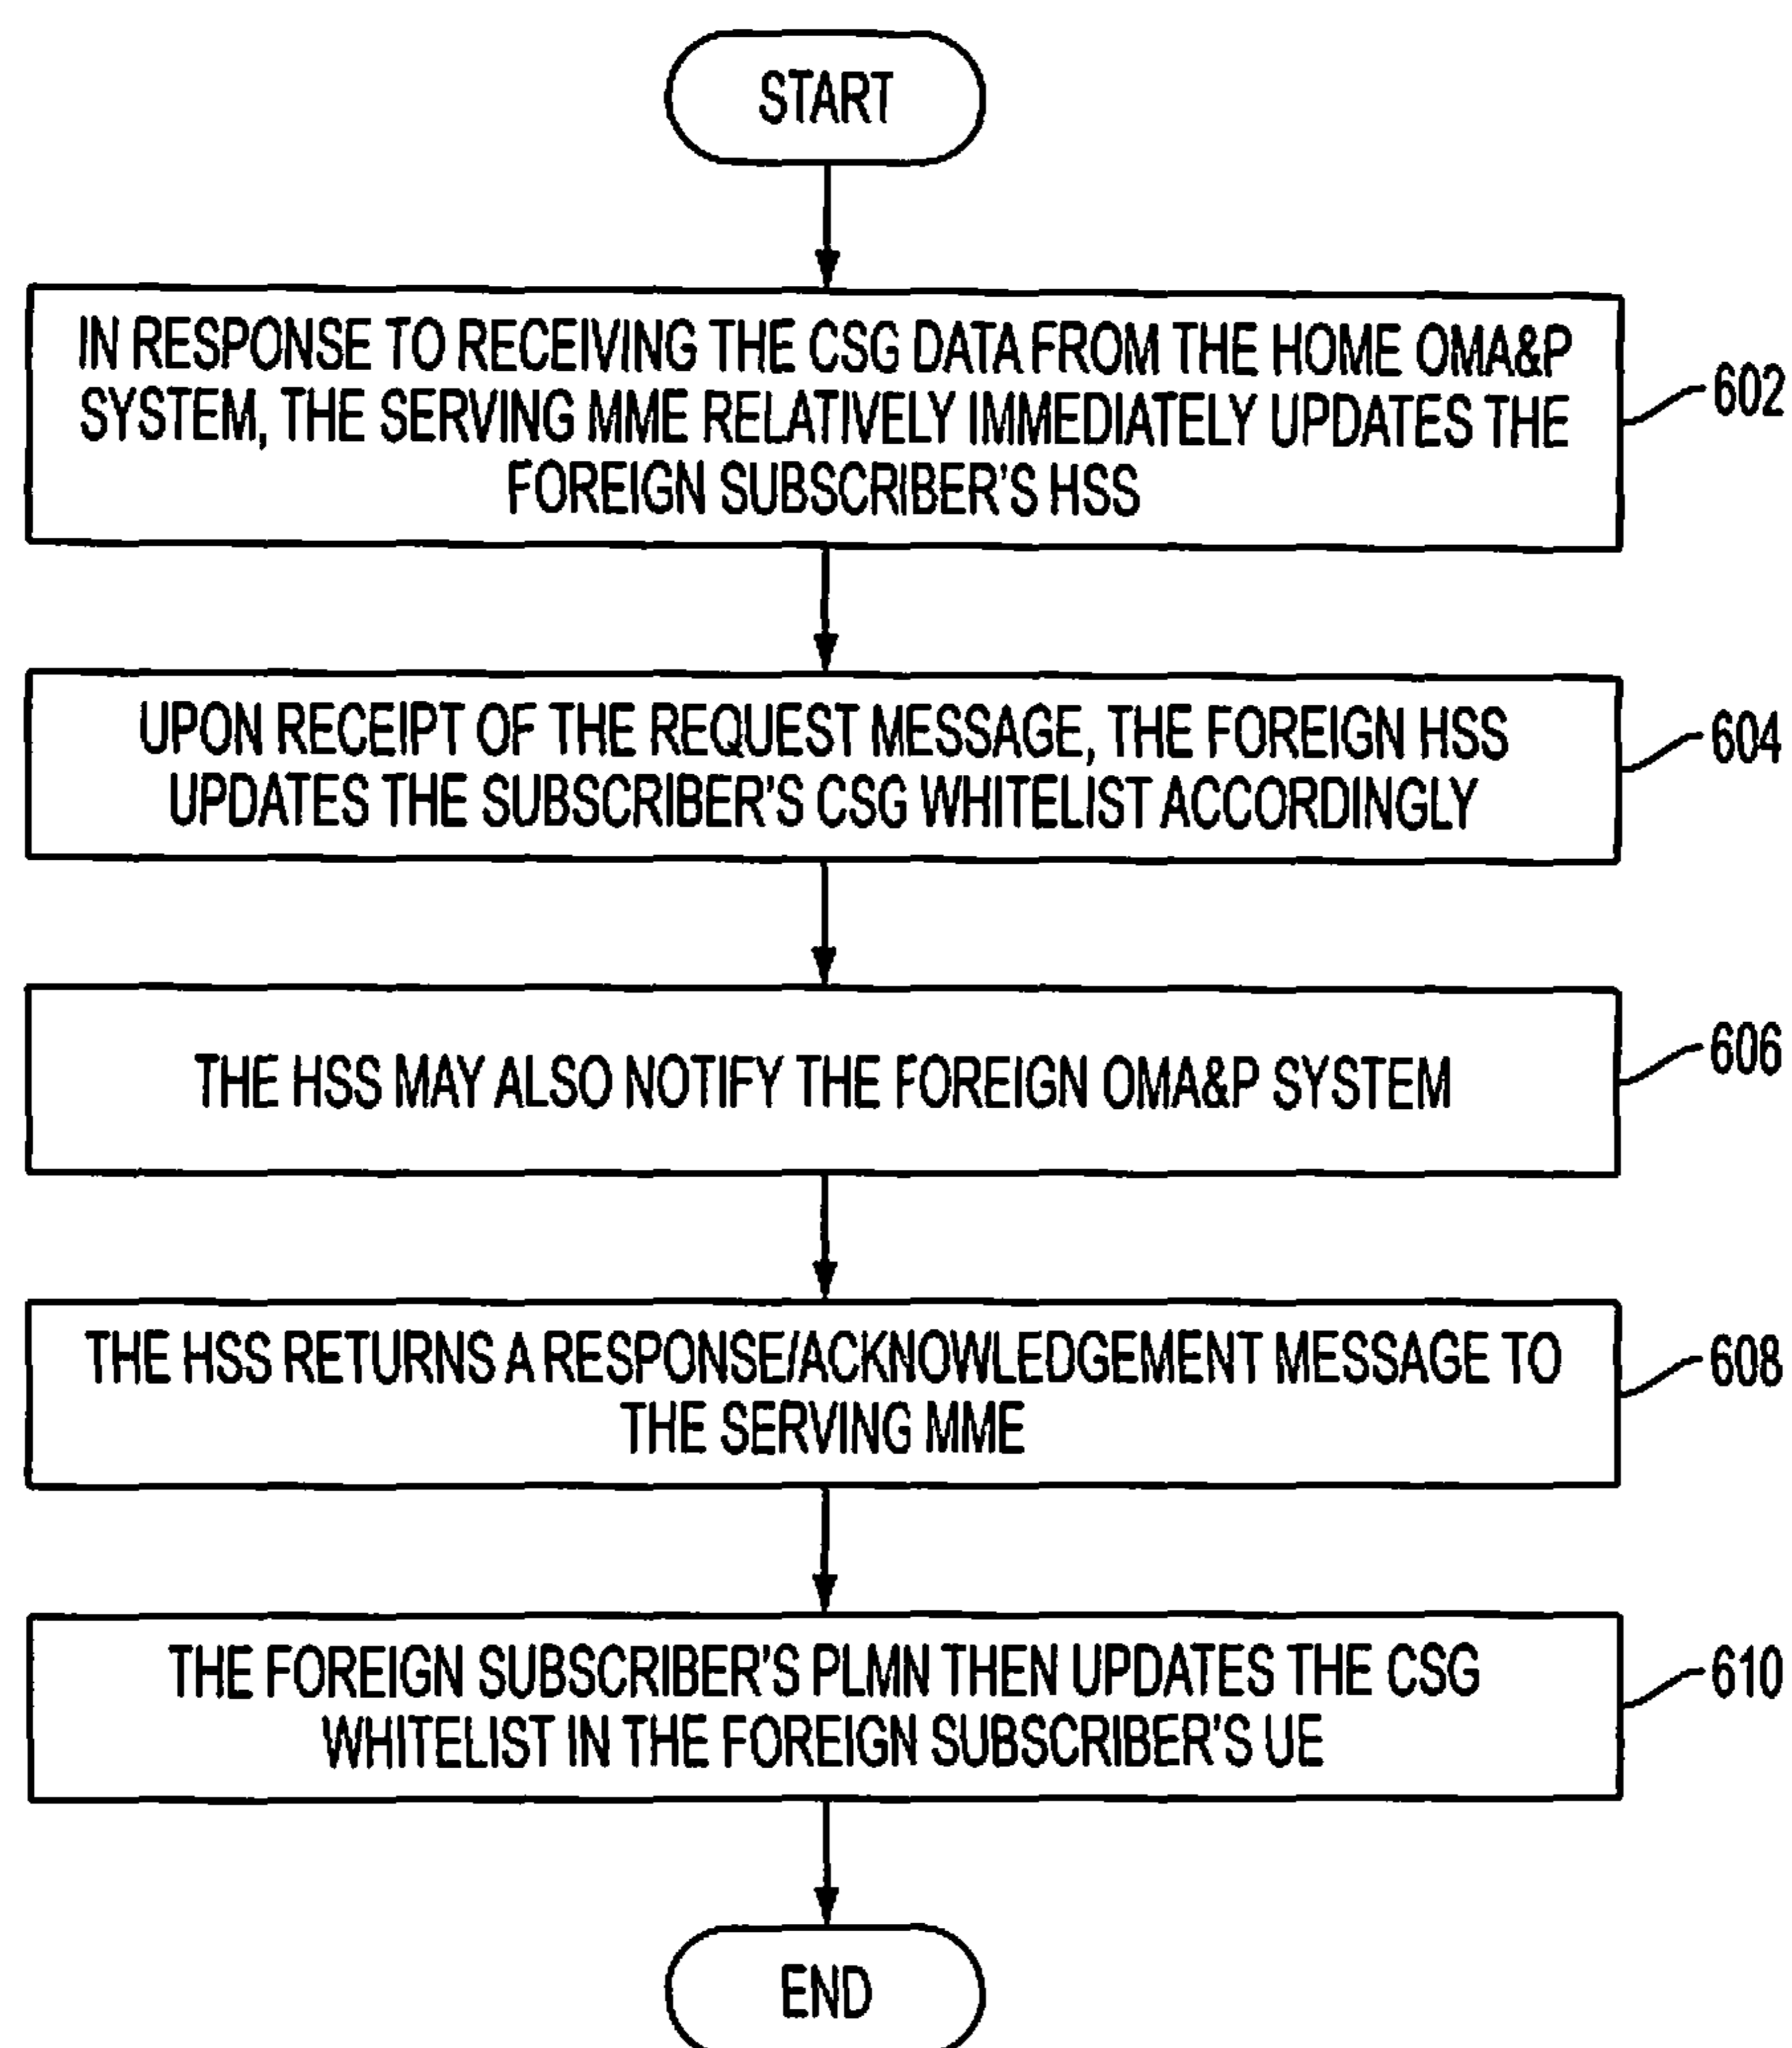 START
IN RESPONSE TO RECEIVING THE CSG DATA FROM THE HOME OMA&P
SYSTEM, THE SERVING MME RELATIVELY IMMEDIATELY UPDATES THE
FOREIGN SUBSCRIBER'S HSS
602
UPON RECEIPT OF THE REQUEST MESSAGE, THE FOREIGN HSS
UPDATES THE SUBSCRIBER'S CSG WHITELIST ACCORDINGLY
604
THE HSS MAY ALSO NOTIFY THE FOREIGN OMA&P SYSTEM
606
THE HSS RETURNS A RESPONSE/ACKNOWLEDGEMENT MESSAGE TO
THE SERVING MME
608
THE FOREIGN SUBSCRIBER'S PLMN THEN UPDATES THE CSG
WHITELIST IN THE FOREIGN SUBSCRIBER'S UE
610
END